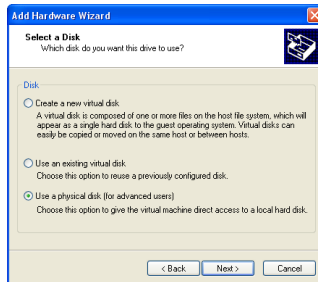 Add Hardware Wizard
Select a Disk
Which disk do you want this drive to use?
Disk
Create a new virtual disk
A virtual disk is composed of one or more files on the host file system, which will
appear as a single hard disk to the guest operating system. Virtual disks can
easily be copied or moved on the same host or between hosts.
Use an existing virtual disk
Choose this option to reuse a previously configured disk.
Use a physical disk (for advanced users)
Choose this option to give the virtual machine direct access to a local hard disk.
< Back Next > Cancel